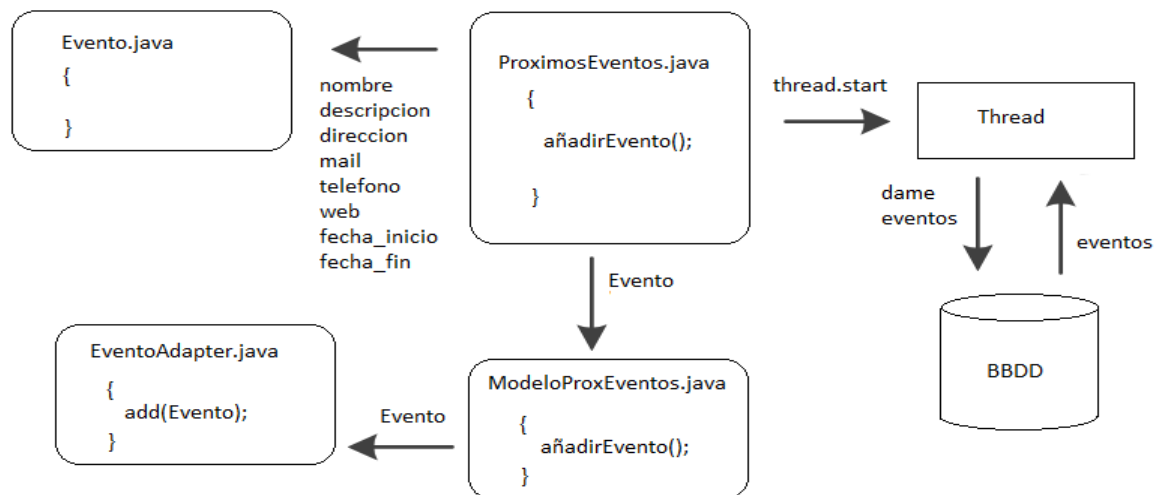 Evento.java
{
}
nombre
descripcion
direccion
mail
telefono
web
fecha_inicio
fecha_fin
ProximosEventos.java
{
añadirEvento();
}
thread.start
Thread
dame
eventos
eventos
BBDD
Evento
ModeloProxEventos.java
{
añadirEvento();
}
Evento
EventoAdapter.java
{
add(Evento);
}